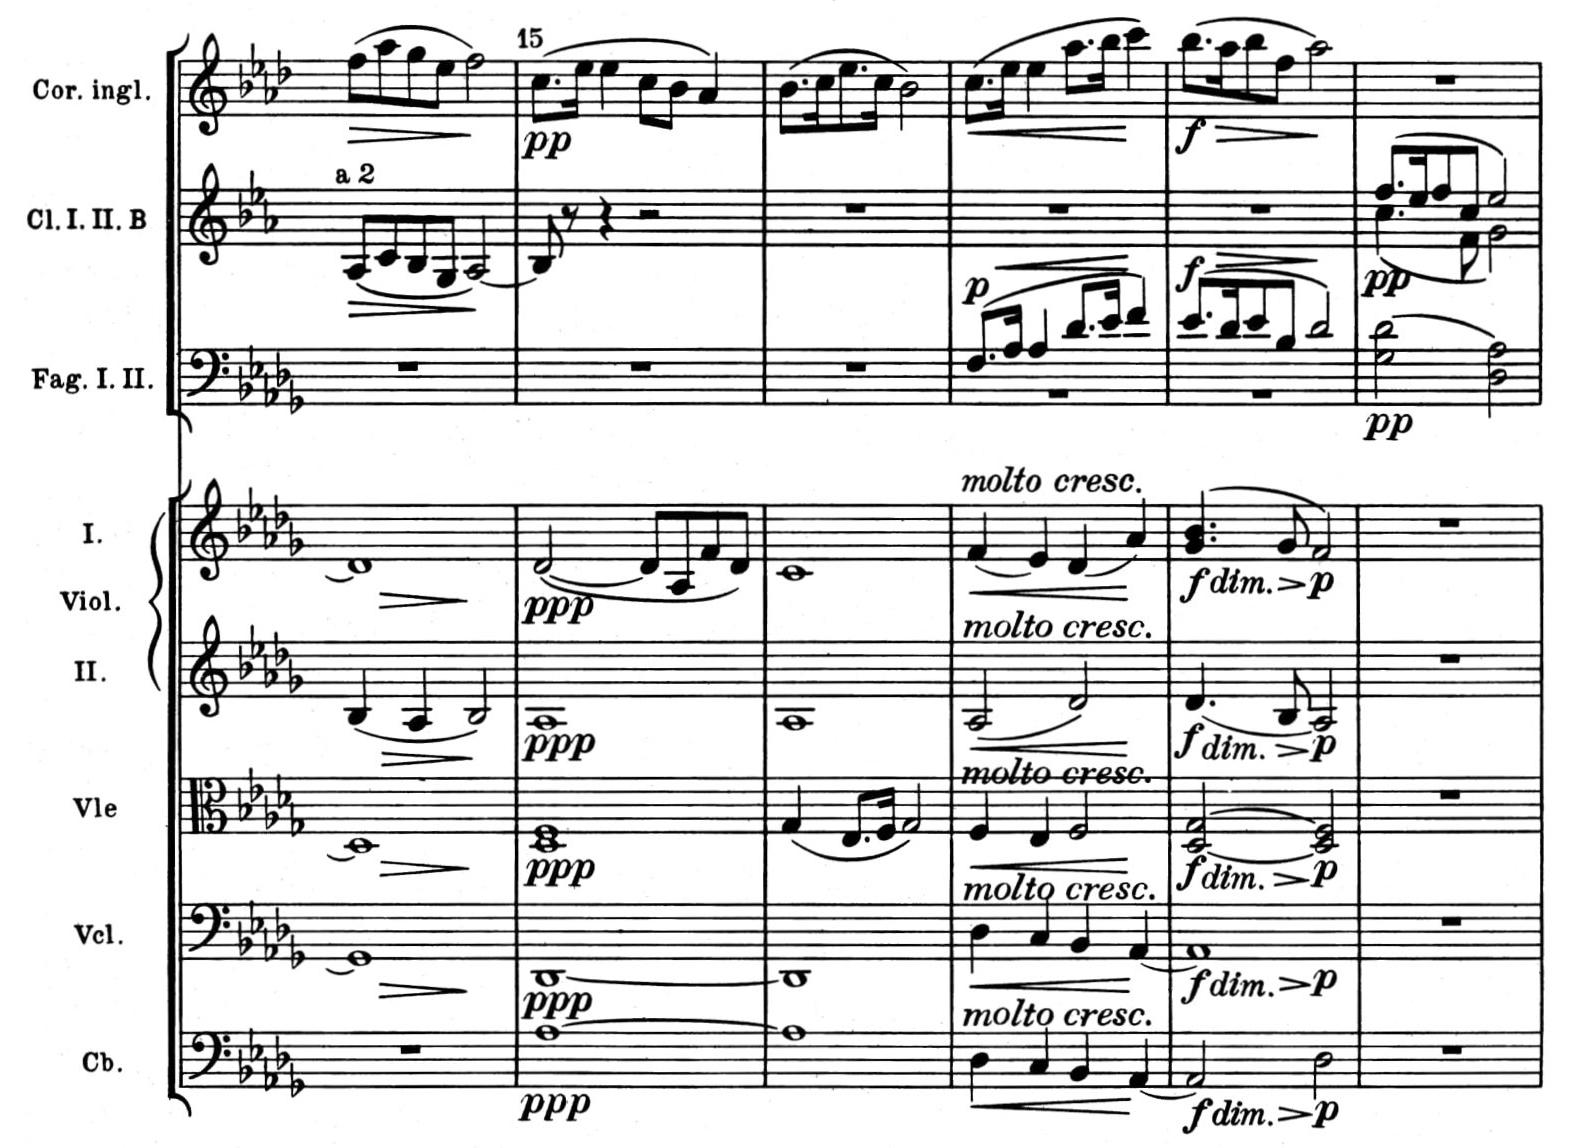 15
Cor. ingl.
pp
f
a 2
Cl. I. II. B
f
pp
p
Fag. I. II.
pp
molto cresc.
I.
f dim. > p
Viol.
ppp
molto cresc.
II.
ppp
f dim. > p
molto cresc.
Vle
ppp
f dim. > p
molto cresc.
Vcl.
f dim. > p
ppp
molto cresc.
Cb.
ppp
f dim. > p